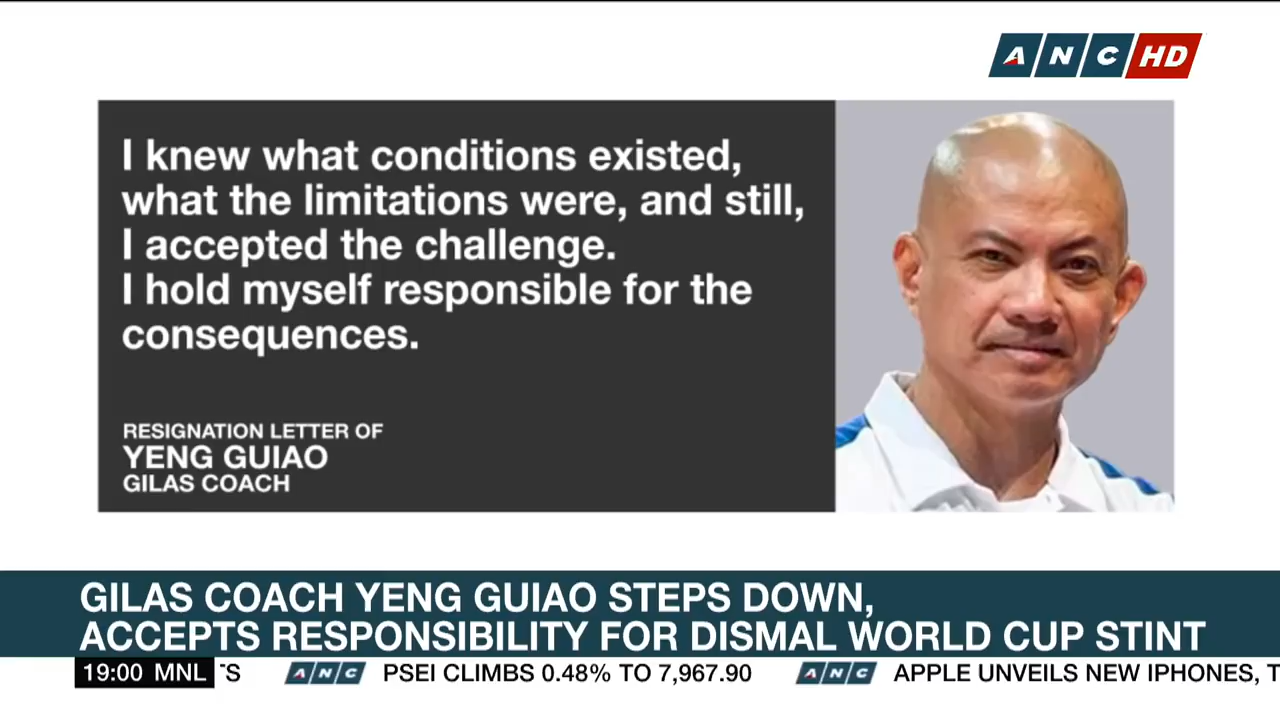 ANC HD
I knew what conditions existed,
what the limitations were, and still,
I accepted the challenge.
I hold myself responsible for the
consequences.
RESIGNATION LETTER OF
YENG GUIAO
GILAS COACH
GILAS COACH YENG GUIAO STEPS DOWN,
ACCEPTS RESPONSIBILITY FOR DISMAL WORLD CUP STINT
19:00 MNL 'S ANC PSEI CLIMBS 0.48% TO 7,967.90 ANC APPLE UNVEILS NEW IPHONES, T